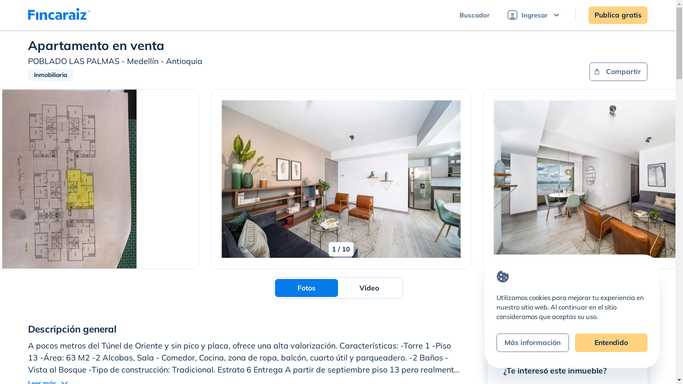 Fincaraiz
Buscador
Ingresar
Publica gratis
Apartamento en venta
POBLADO LAS PALMAS - Medellín - Antioquia
Inmobiliaria
Compartir
1 / 10
Fotos
Video
Utilizamos cookies para mejorar tu experiencia en
nuestro sitio web. Al continuar en el sitio
consideramos que aceptas su uso.
Más información
Entendido
Descripción general
A pocos metros del Túnel de Oriente y sin pico y placa, ofrece una alta valorización. Características: -Torre 1 -Piso
13 -Área: 63 M2 -2 Alcobas, Sala - Comedor, Cocina, zona de ropa, balcón, cuarto útil y parqueadero. -2 Baños -
Vista al Bosque -Tipo de construcción: Tradicional. Estrato 6 Entrega A partir de septiembre piso 13 pero realment...
Leer más
¿Te interesó este inmueble?